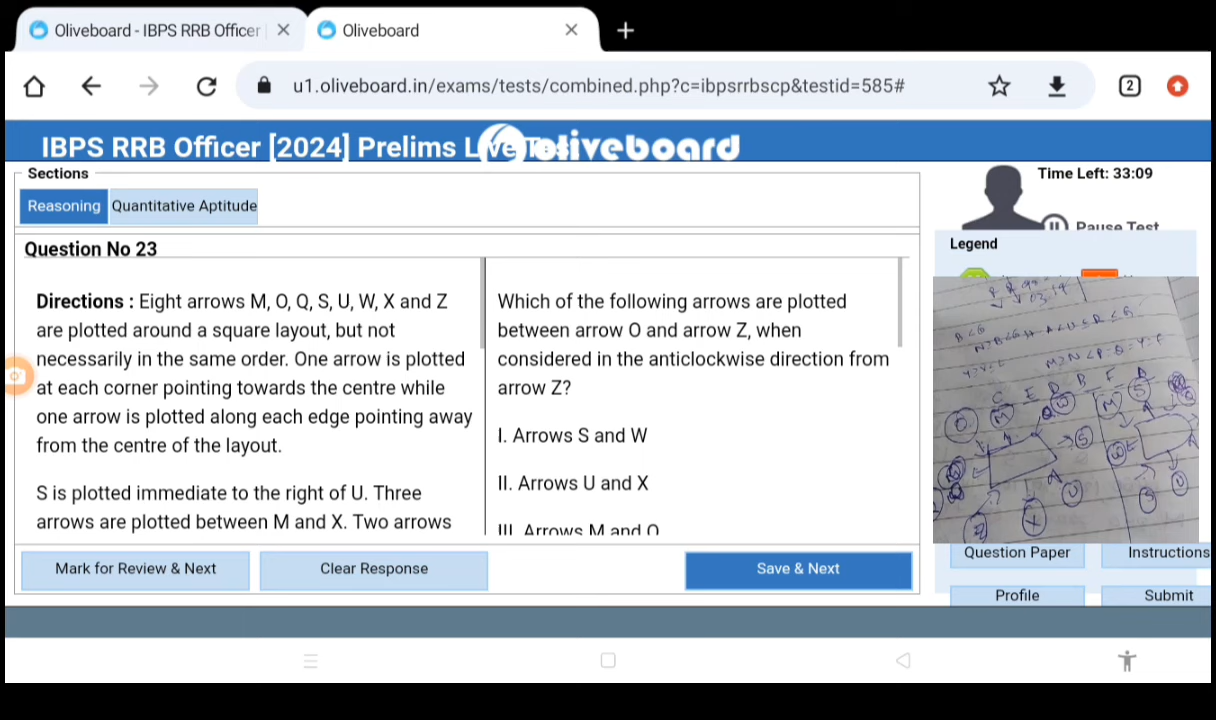 Oliveboard - IBPS RRB Officer
Oliveboard
u1.oliveboard.in/exams/tests/combined.php?c=ibpsrrbscp&testid=585#
2
IBPS RRB Officer [2024] Prelims Live Test
oliveboard
Sections
Reasoning
Quantitative Aptitude
Time Left: 33:09
Pause Test
Legend
Question No 23
Directions : Eight arrows M, O, Q, S, U, W, X and Z
are plotted around a square layout, but not
necessarily in the same order. One arrow is plotted
at each corner pointing towards the centre while
one arrow is plotted along each edge pointing away
from the centre of the layout.
S is plotted immediate to the right of U. Three
arrows are plotted between M and X. Two arrows
Which of the following arrows are plotted
between arrow O and arrow Z, when
considered in the anticlockwise direction from
arrow Z?
I. Arrows S and W
II. Arrows U and X
III. Arrows M and O
C E D B F A
Mark for Review & Next
Clear Response
Save & Next
Question Paper
Instructions
Profile
Submit